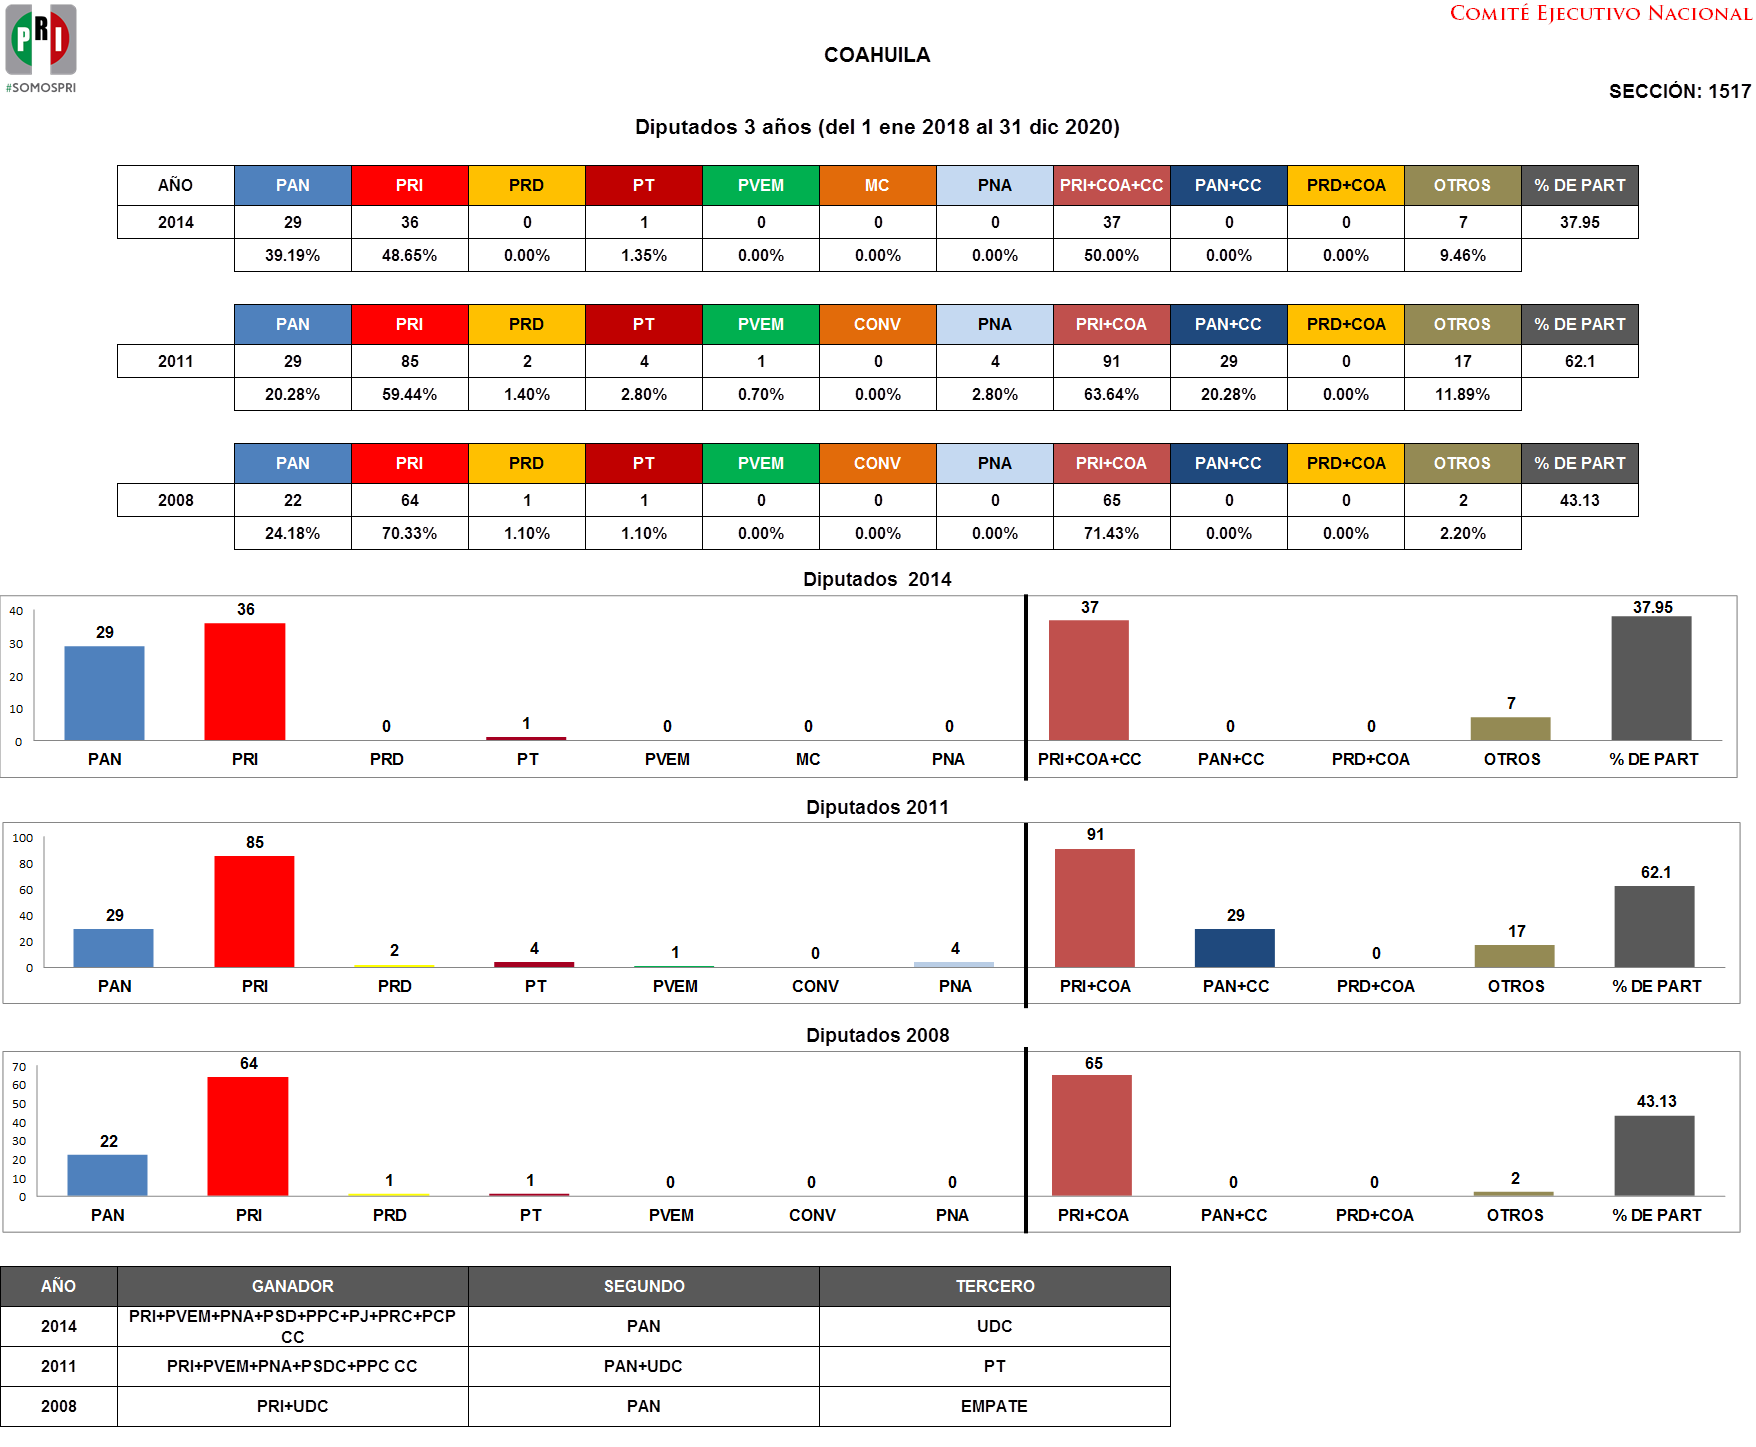 PRI
#SOMOSPRI
COMITÉ EJECUTIVO NACIONAL
COAHUILA
SECCIÓN: 1517
Diputados 3 años (del 1 ene 2018 al 31 dic 2020)
AÑO PAN PRI PRD PT PVEM MC PNA PRI+COA+CC PAN+CC PRD+COA OTROS % DE PART
2014 29 36 0 1 0 0 0 37 0 0 7 37.95
39.19% 48.65% 0.00% 1.35% 0.00% 0.00% 0.00% 50.00% 0.00% 0.00% 9.46%
PAN PRI PRD PT PVEM CONV PNA PRI+COA PAN+CC PRD+COA OTROS % DE PART
2011 29 85 2 4 1 0 4 91 29 0 17 62.1
20.28% 59.44% 1.40% 2.80% 0.70% 0.00% 2.80% 63.64% 20.28% 0.00% 11.89%
PAN PRI PRD PT PVEM CONV PNA PRI+COA PAN+CC PRD+COA OTROS % DE PART
2008 22 64 1 1 0 0 0 65 0 0 2 43.13
24.18% 70.33% 1.10% 1.10% 0.00% 0.00% 0.00% 71.43% 0.00% 0.00% 2.20%
Diputados 2014
40
30
20
10
0
29 36 0 1 0 0 0 37 0 0 7 37.95
PAN PRI PRD PT PVEM MC PNA PRI+COA+CC PAN+CC PRD+COA OTROS % DE PART
Diputados 2011
100
80
60
40
20
0
29 85 2 4 1 0 4 91 29 0 17 62.1
PAN PRI PRD PT PVEM CONV PNA PRI+COA PAN+CC PRD+COA OTROS % DE PART
Diputados 2008
70
60
50
40
30
20
10
0
22 64 1 1 0 0 0 65 0 0 2 43.13
PAN PRI PRD PT PVEM CONV PNA PRI+COA PAN+CC PRD+COA OTROS % DE PART
AÑO GANADOR SEGUNDO TERCERO
2014 PRI+PVEM+PNA+PSD+PPC+PJ+PRC+PCP CC PAN UDC
2011 PRI+PVEM+PNA+PSDC+PPC CC PAN+UDC PT
2008 PRI+UDC PAN EMPATE